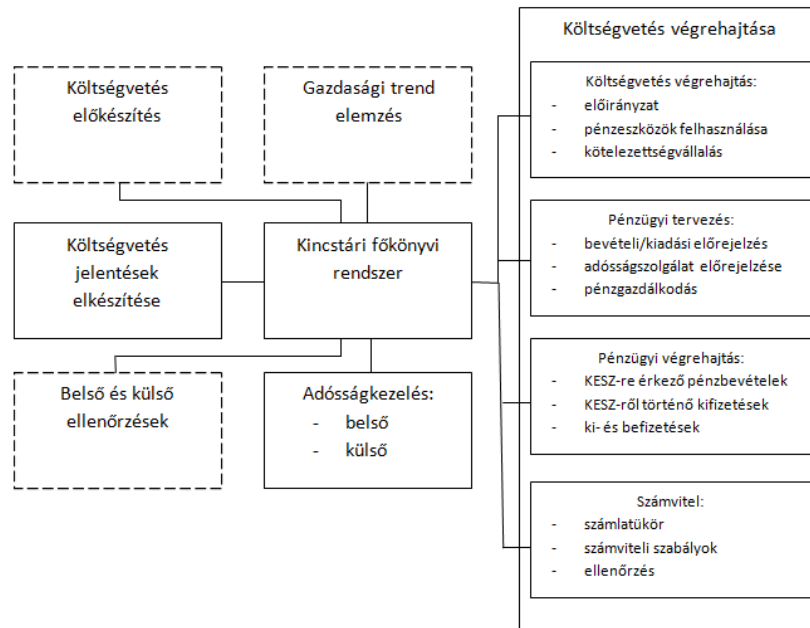 Költségvetés
előkészítés
Gazdasági trend
elemzés
Költségvetés
jelentések
elkészítése
Kincstári főkönyvi
rendszer
Belső és külső
ellenőrzések
Adósságkezelés:
- belső
- külső
Költségvetés végrehajtása
Költségvetés végrehajtás:
- előirányzat
- pénzeszközök felhasználása
- kötelezettségvállalás
Pénzügyi tervezés:
- bevételi/kiadási előrejelzés
- adósságszolgálat előrejelzése
- pénzgazdálkodás
Pénzügyi végrehajtás:
- KESZ-re érkező pénzbevételek
- KESZ-ről történő kifizetések
- ki- és befizetések
Számvitel:
- számlatükör
- számviteli szabályok
- ellenőrzés